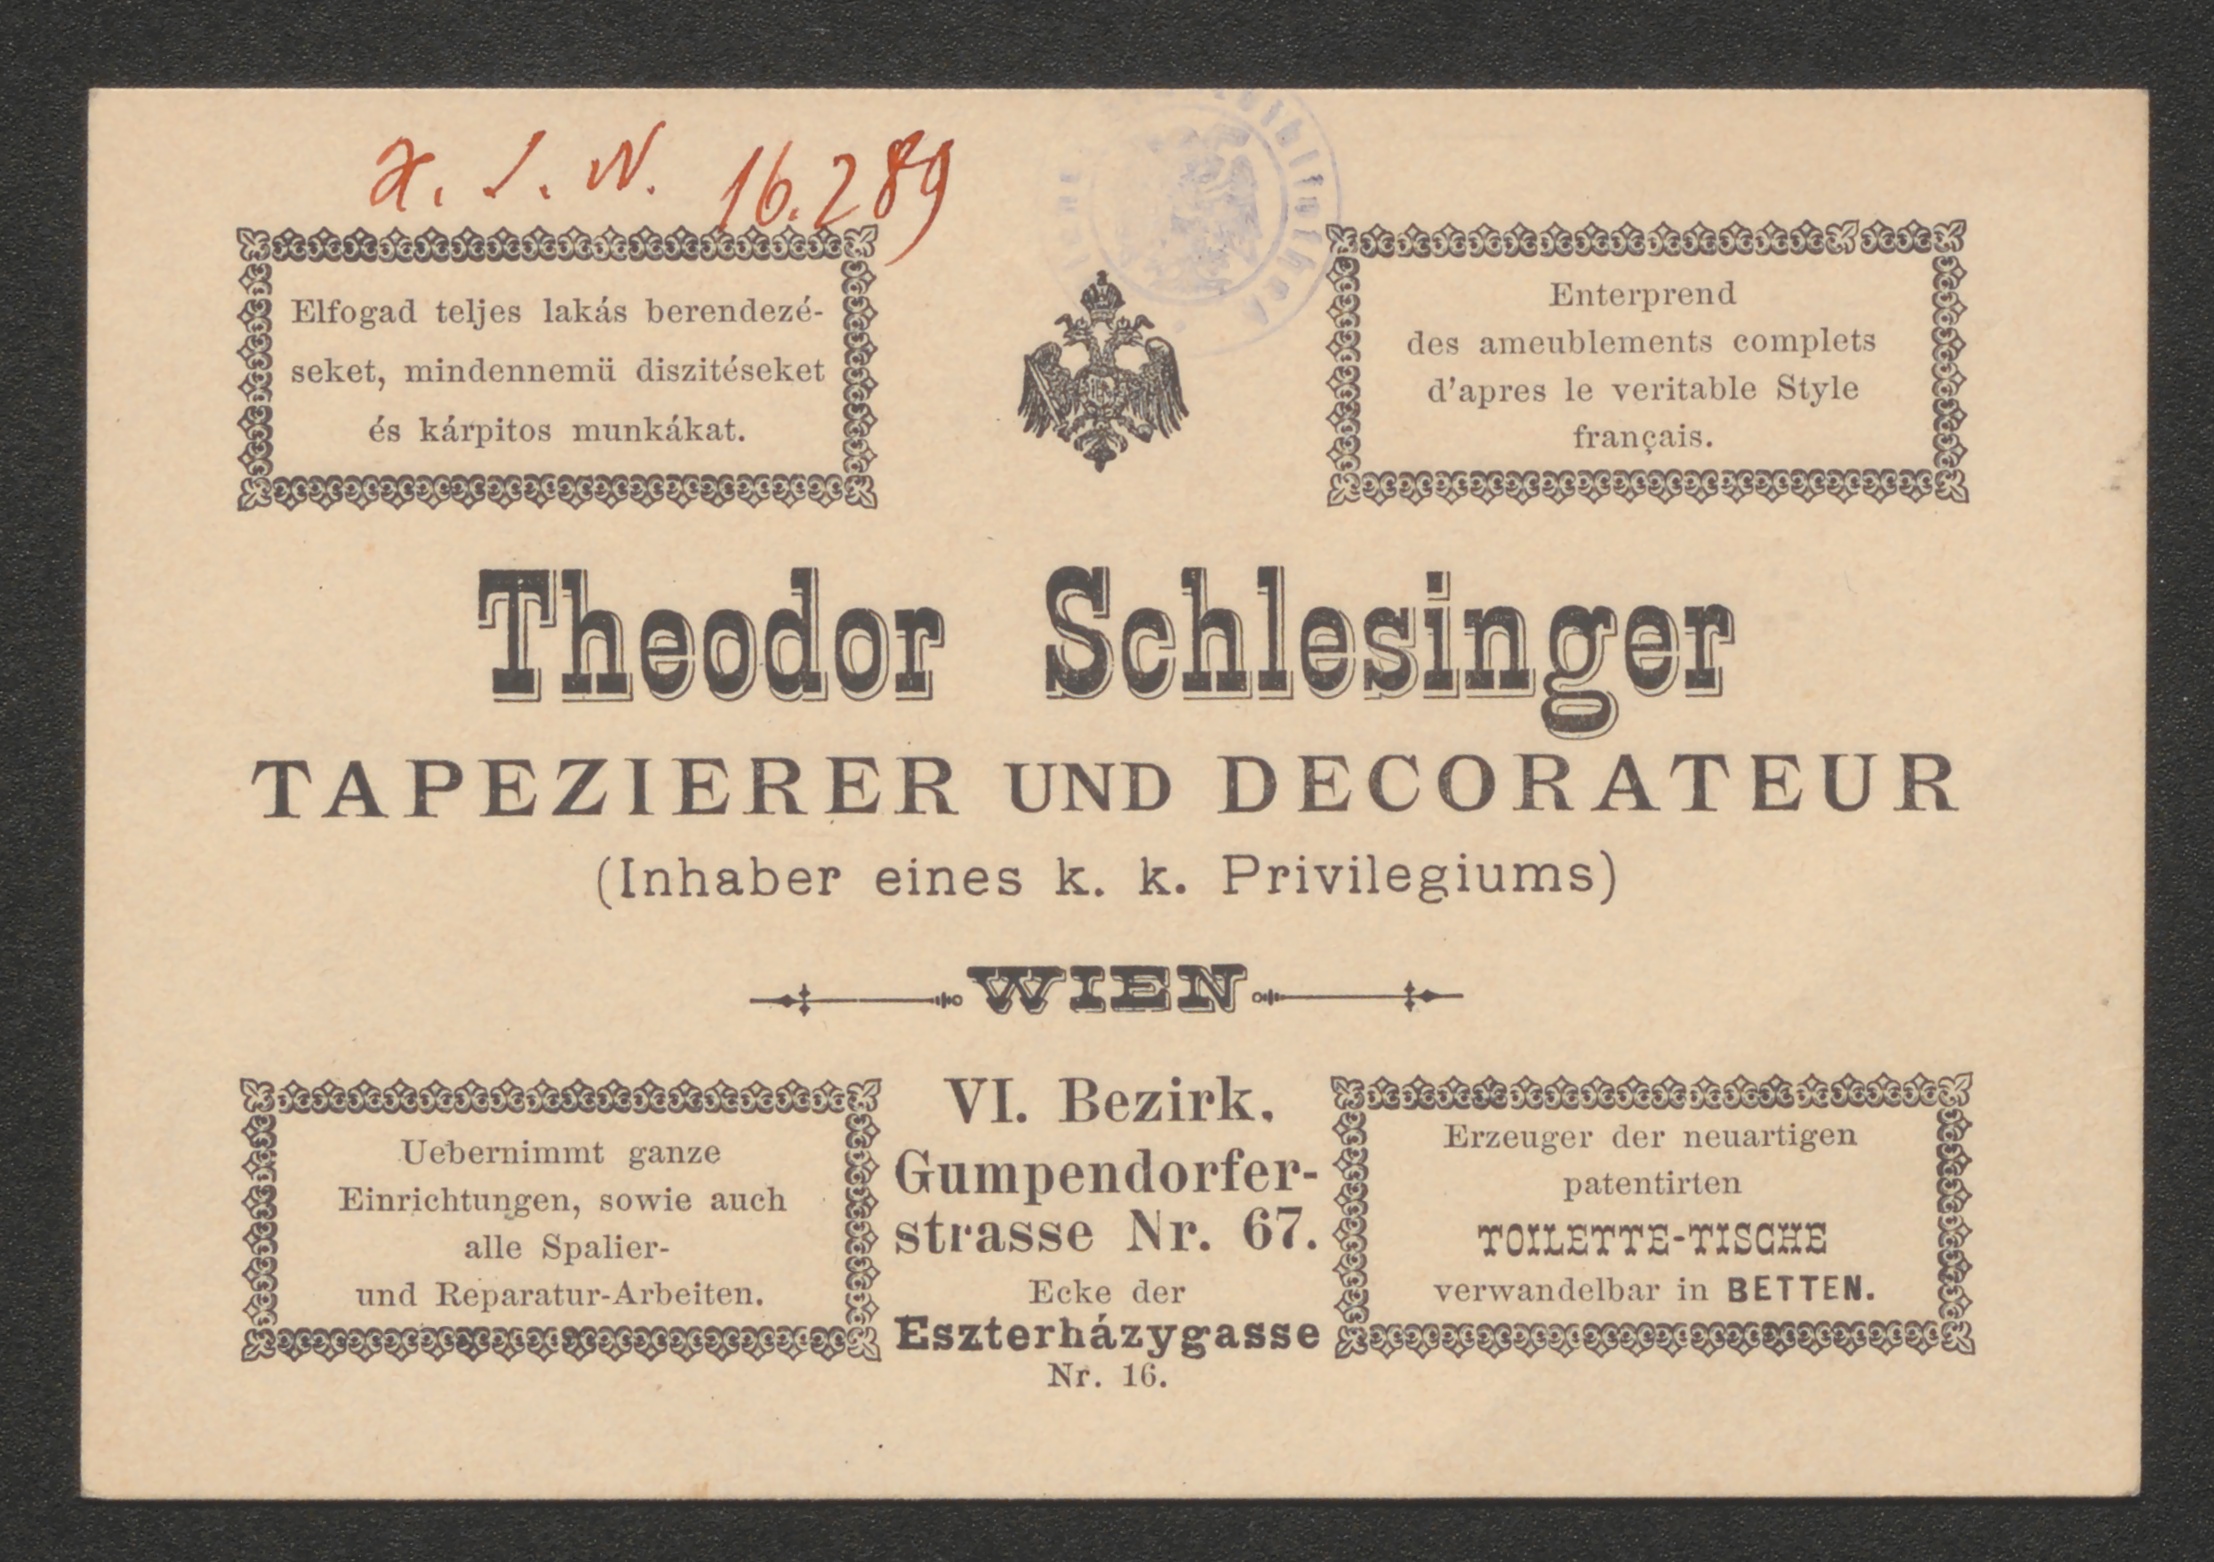 H. I. N. 16.289
Elfogad teljes lakás berendezé-
seket, mindennemü diszitéseket
és kárpitos munkákat.
Enterprend
des ameublements complets
d'apres le veritable Style
français.
Theodor Schlesinger
TAPEZIERER UND DECORATEUR
(Inhaber eines k. k. Privilegiums)
WIEN
Uebernimmt ganze
Einrichtungen, sowie auch
alle Spalier-
und Reparatur-Arbeiten.
VI. Bezirk,
Gumpendorfer-
strasse Nr. 67.
Ecke der
Eszterházygasse
Nr. 16.
Erzeuger der neuartigen
patentirten
TOILETTE-TISCHE
verwandelbar in BETTEN.